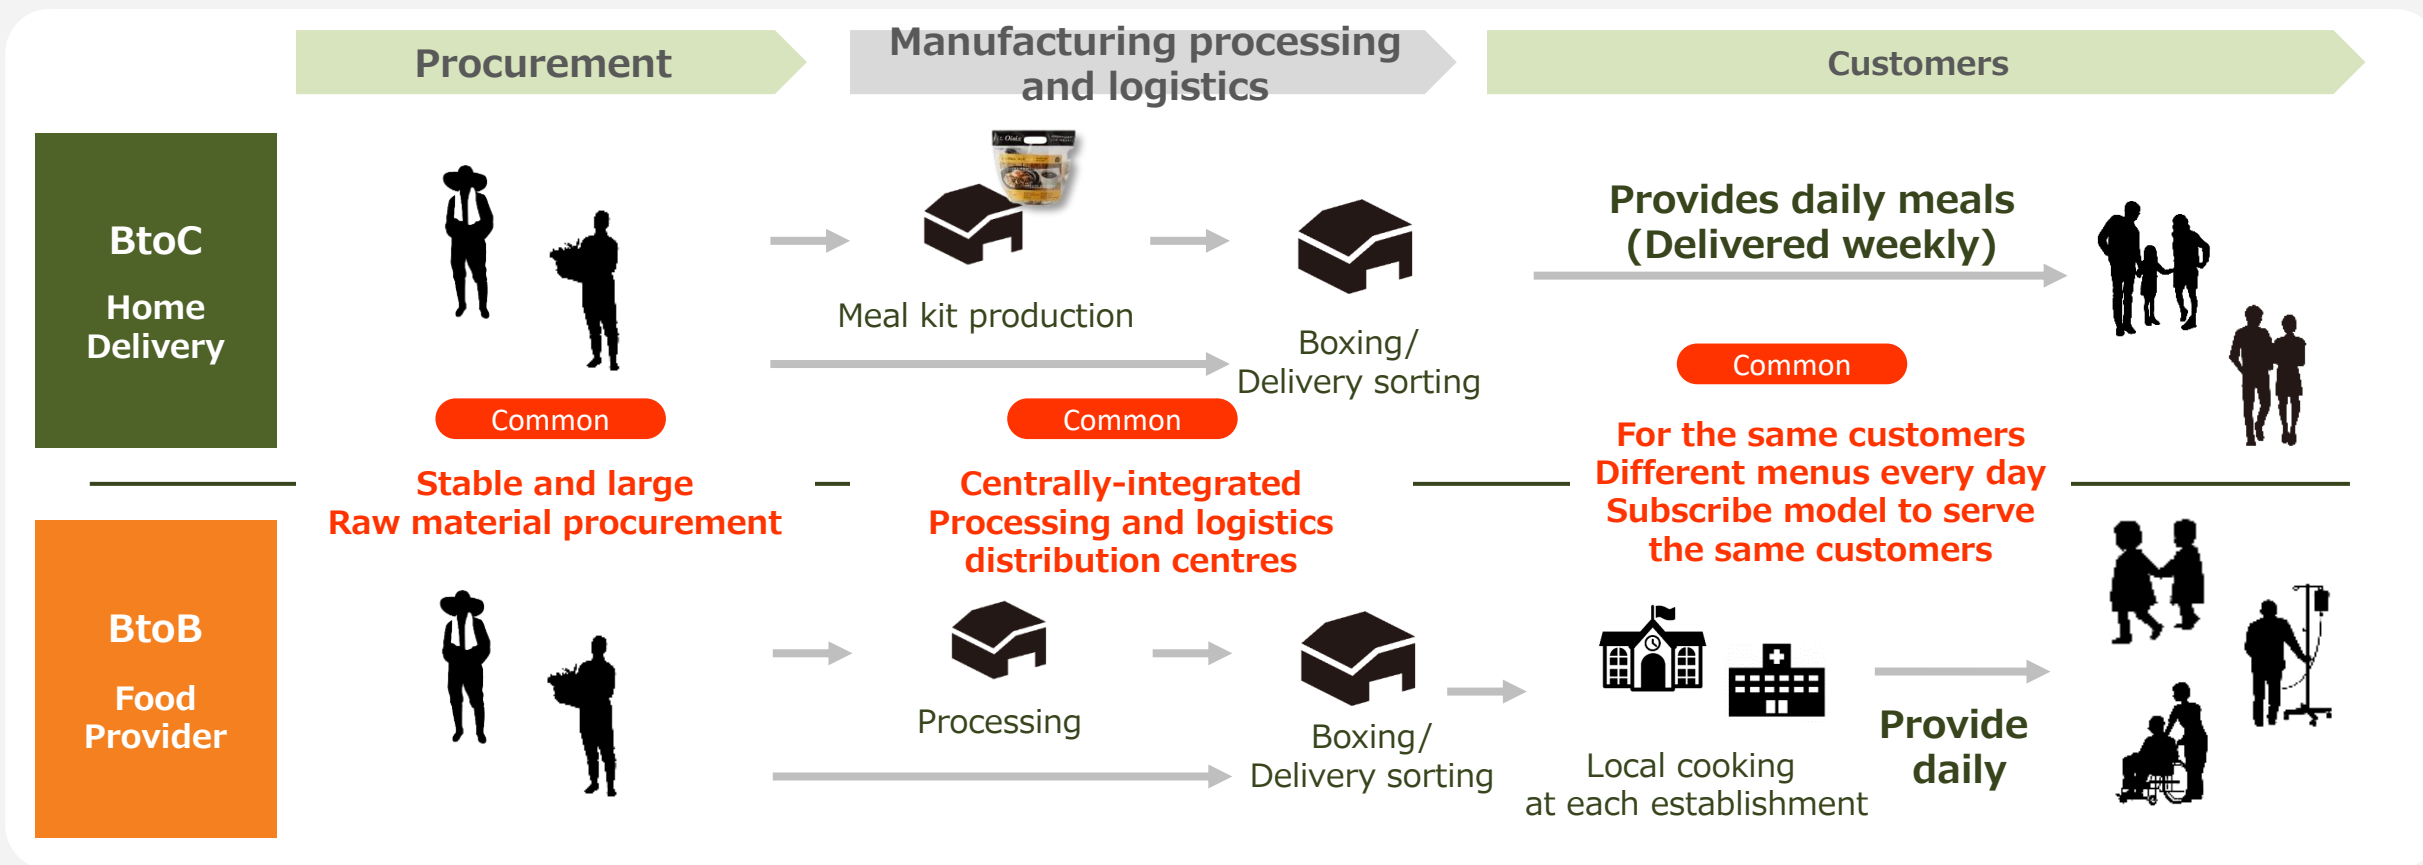 Procurement
Manufacturing processing
and logistics
Customers
BtoC
Home
Delivery
Oisix
Meal kit production
Boxing/
Delivery sorting
Provides daily meals
(Delivered weekly)
Common
Common
Common
Stable and large
Raw material procurement
Centrally-integrated
Processing and logistics
distribution centres
For the same customers
Different menus every day
Subscribe model to serve
the same customers
BtoB
Food
Provider
Processing
Boxing/
Delivery sorting
Local cooking
at each establishment
Provide
daily